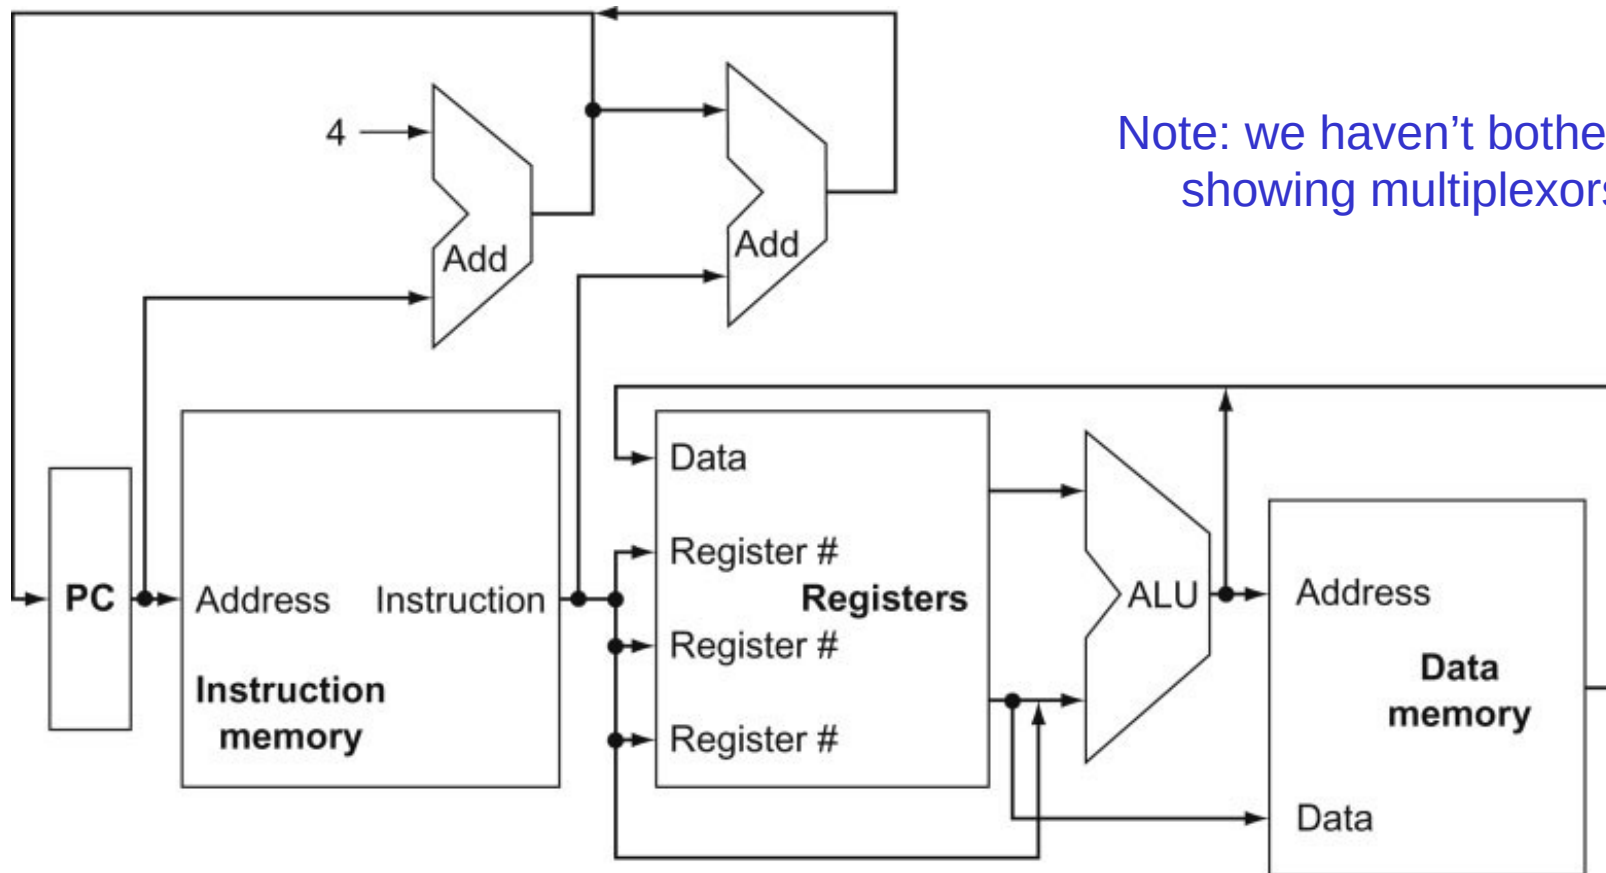 Note: we haven't bothe
showing multiplexors
4
Add
Add
Data
Register #
PC
Address
Instruction
Registers
ALU
Address
Register #
Instruction
memory
Data
memory
Register #
Data